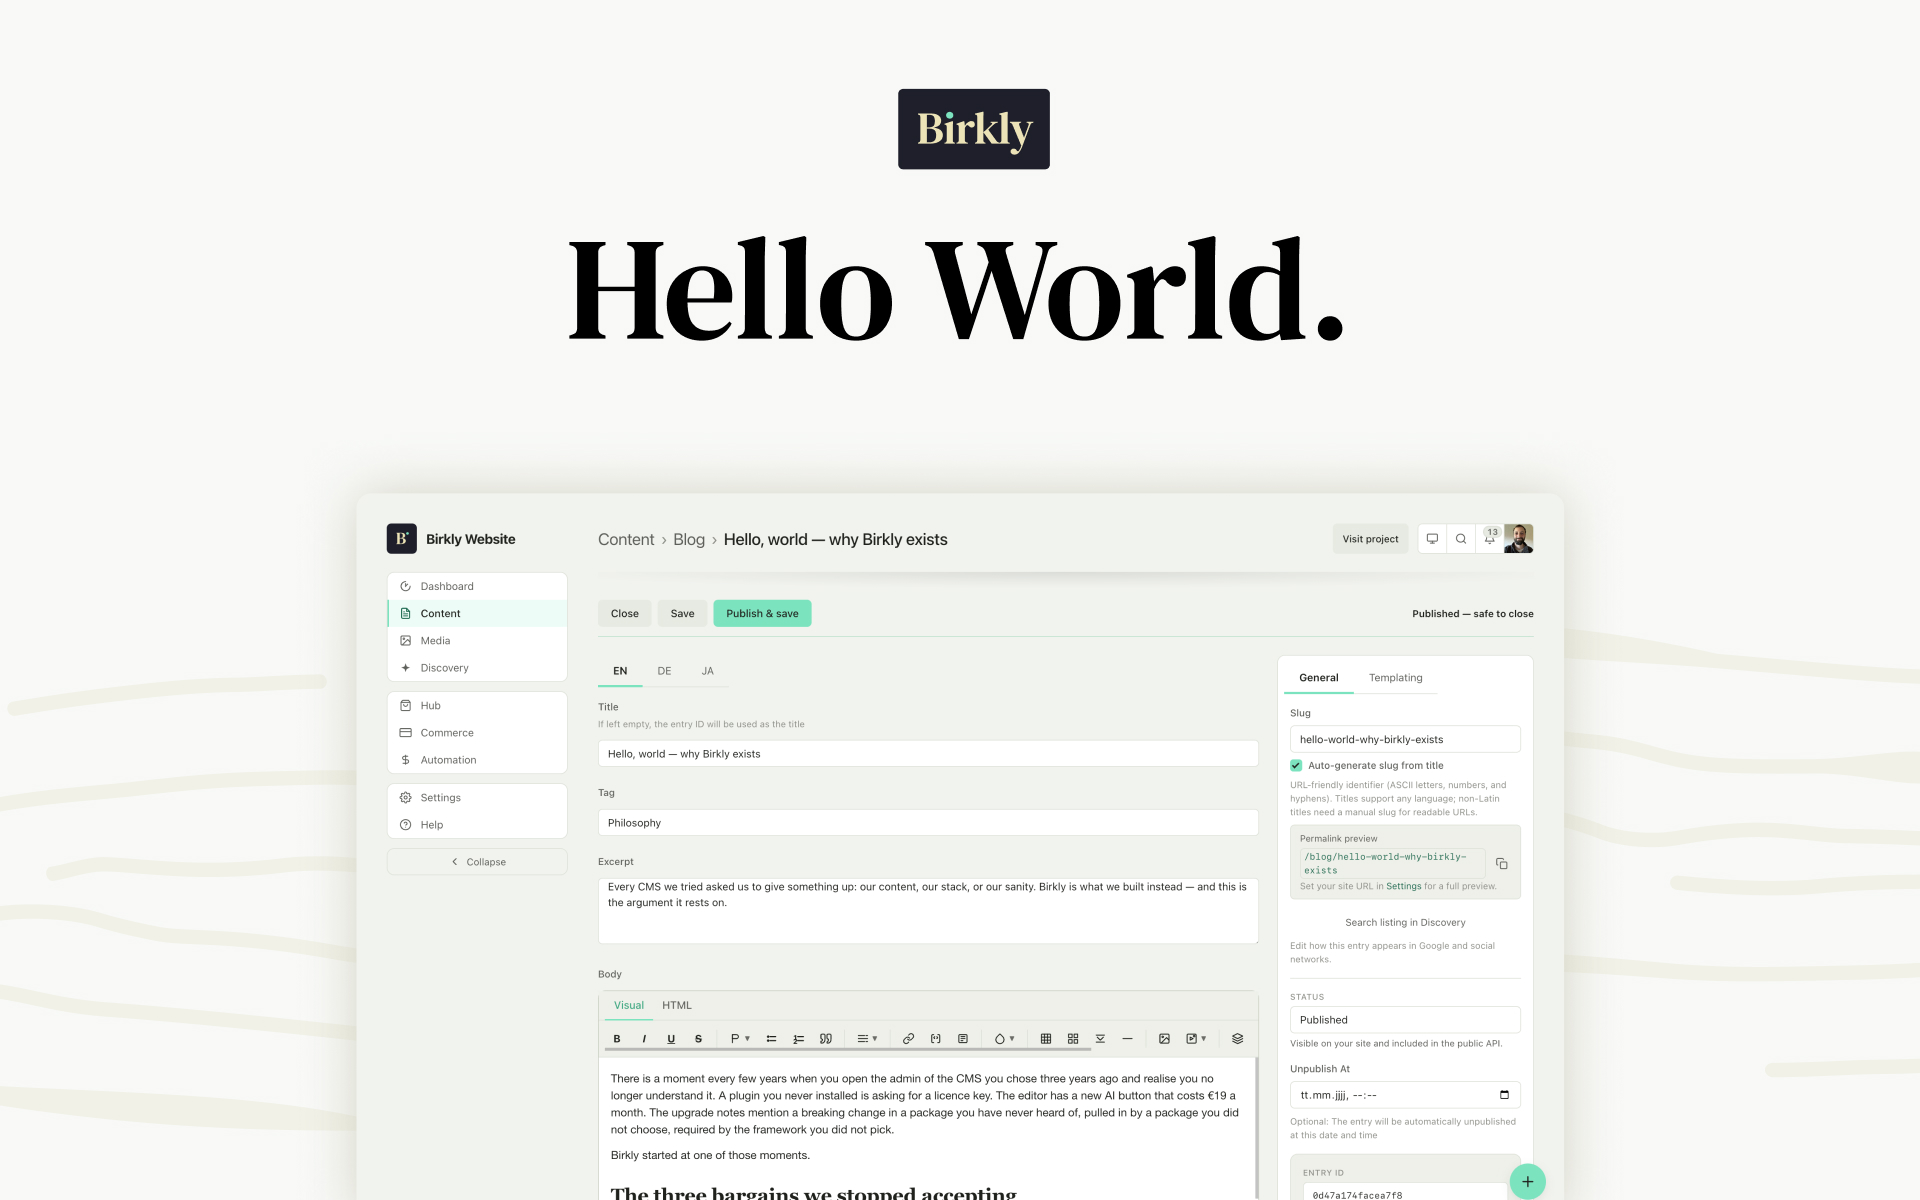 Birkly
Hello World.
B
Birkly Website
Content › Blog › Hello, world — why Birkly exists
Visit project
13
Dashboard
Content
Media
Discovery
Hub
Commerce
Automation
Settings
Help
Collapse
Close
Save
Publish & save
Published — safe to close
EN
DE
JA
Title
If left empty, the entry ID will be used as the title
Hello, world — why Birkly exists
Tag
Philosophy
Excerpt
Every CMS we tried asked us to give something up: our content, our stack, or our sanity. Birkly is what we built instead — and this is
the argument it rests on.
Body
Visual
HTML
B I U S P
There is a moment every few years when you open the admin of the CMS you chose three years ago and realise you no
longer understand it. A plugin you never installed is asking for a licence key. The editor has a new AI button that costs €19 a
month. The upgrade notes mention a breaking change in a package you have never heard of, pulled in by a package you did
not choose, required by the framework you did not pick.
Birkly started at one of those moments.
The three bargains we stopped accepting
General
Templating
Slug
hello-world-why-birkly-exists
Auto-generate slug from title
URL-friendly identifier (ASCII letters, numbers, and
hyphens). Titles support any language; non-Latin
titles need a manual slug for readable URLs.
Permalink preview
/blog/hello-world-why-birkly-
exists
Set your site URL in Settings for a full preview.
Search listing in Discovery
Edit how this entry appears in Google and social
networks.
STATUS
Published
Visible on your site and included in the public API.
Unpublish At
tt.mm.jjjj, --:--
Optional: The entry will be automatically unpublished
at this date and time
ENTRY ID
0d47a174facea7f8